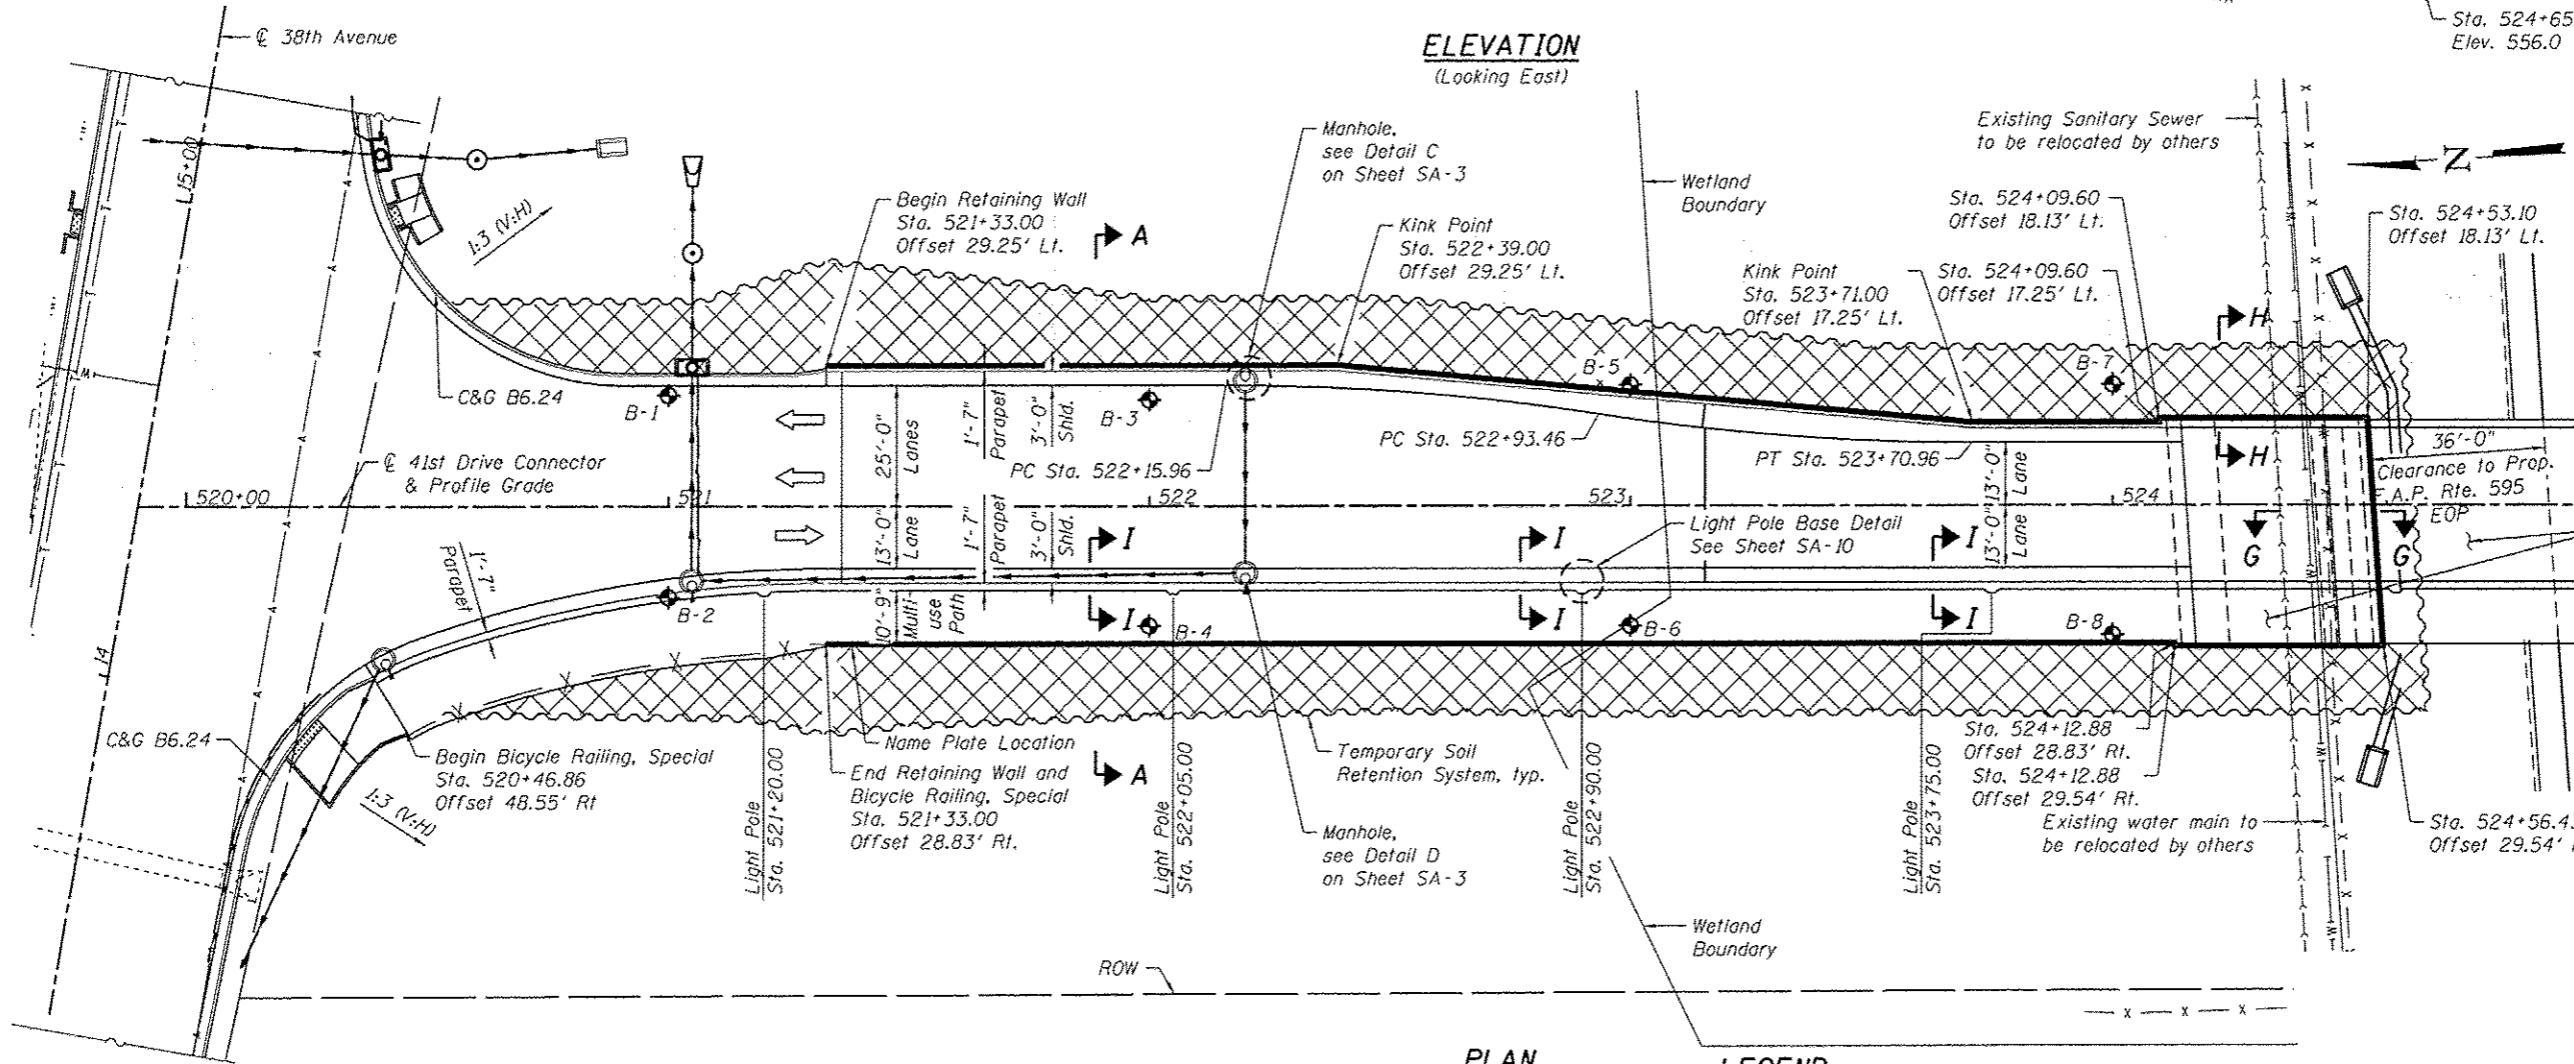 ℄ 38th Avenue
ELEVATION
(Looking East)
Sta. 524+65
Elev. 556.0
L15+00
1:3 (V:H)
Begin Retaining Wall
Sta. 521+33.00
Offset 29.25' Lt.
A
Manhole,
see Detail C
on Sheet SA-3
Kink Point
Sta. 522+39.00
Offset 29.25' Lt.
Wetland
Boundary
Existing Sanitary Sewer
to be relocated by others
Z
Sta. 524+09.60
Offset 18.13' Lt.
Sta. 524+53.10
Offset 18.13' Lt.
Kink Point
Sta. 523+71.00
Offset 17.25' Lt.
Sta. 524+09.60
Offset 17.25' Lt.
H
C&G B6.24
B-1
B-3
B-5
B-7
25'-0"
Lanes
1'-7"
Parapet
3'-0"
Shld.
PC Sta. 522+15.96
PC Sta. 522+93.46
PT Sta. 523+70.96
13'-0"
Lane
H
36'-0"
Clearance to Prop.
F.A.P. Rte. 595
EOP
℄ 41st Drive Connector
& Profile Grade
520+00
521
522
523
524
13'-0"
Lane
1'-7"
Parapet
3'-0"
Shld.
I
I
I
Light Pole Base Detail
See Sheet SA-10
13'-0"
Lane
G
G
1'-7"
Parapet
B-2
10'-9"
Multi-
use
Path
I
B-4
I
B-6
I
B-8
L14
C&G B6.24
Begin Bicycle Railing, Special
Sta. 520+46.86
Offset 48.55' Rt
1:3 (V:H)
Light Pole
Sta. 521+20.00
Name Plate Location
End Retaining Wall and
Bicycle Railing, Special
Sta. 521+33.00
Offset 28.83' Rt.
A
Light Pole
Sta. 522+05.00
Temporary Soil
Retention System, typ.
Manhole,
see Detail D
on Sheet SA-3
Light Pole
Sta. 522+90.00
Light Pole
Sta. 523+75.00
Sta. 524+12.88
Offset 28.83' Rt.
Sta. 524+12.88
Offset 29.54' Rt.
Existing water main to
be relocated by others
Sta. 524+56.4
Offset 29.54'
Wetland
Boundary
ROW
PLAN
LEGEND